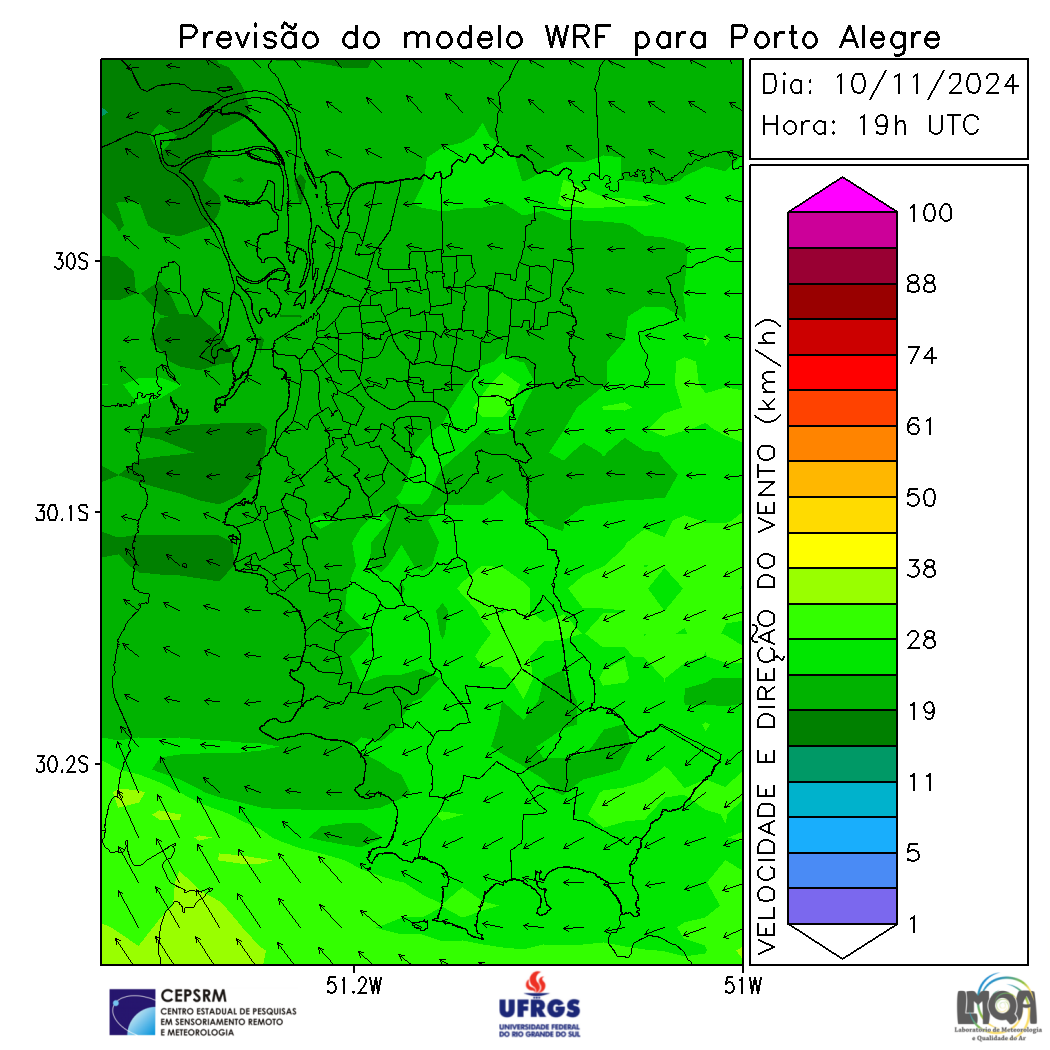 Previsão do modelo WRF para Porto Alegre
Dia: 10/11/2024
Hora: 19h UTC
30S
30.1S
30.2S
51.2W
51W
VELOCIDADE E DIREÇÃO DO VENTO (km/h)
100
88
74
61
50
38
28
19
11
5
1
CEPSRM
CENTRO ESTADUAL DE PESQUISAS
EM SENSORIAMENTO REMOTO
E METEOROLOGIA
UFRGS
UNIVERSIDADE FEDERAL
DO RIO GRANDE DO SUL
LMQA
Laboratório de Meteorologia
e Qualidade do Ar